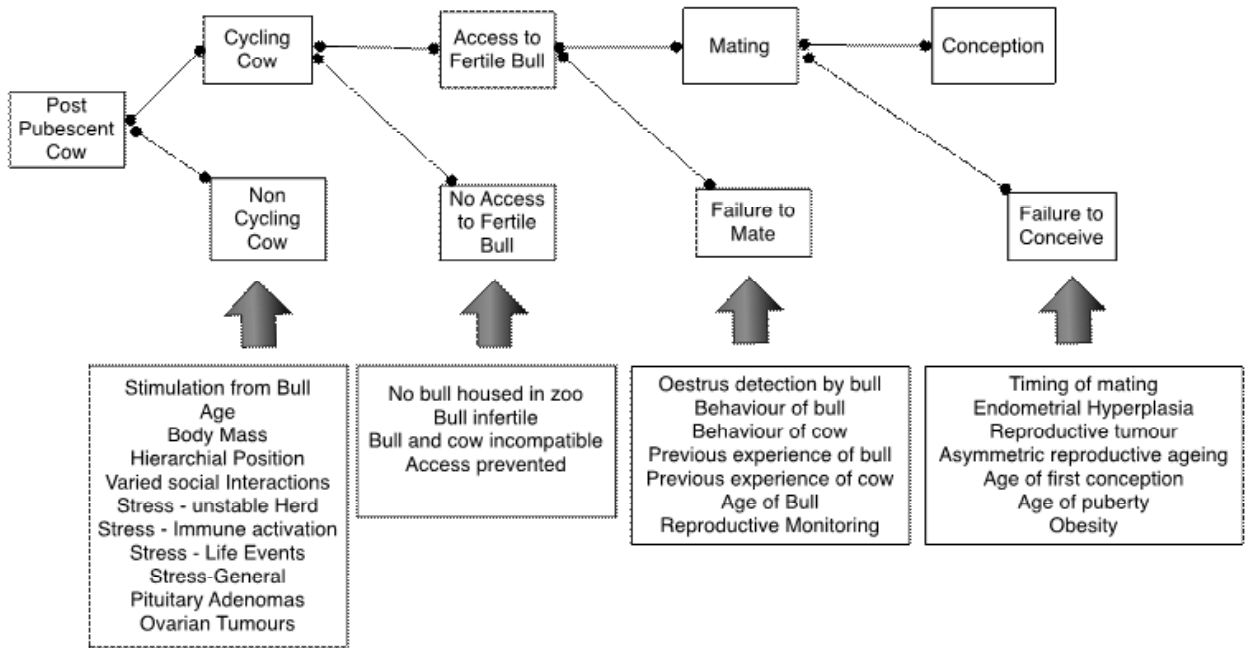 Cycling
Cow
Access to
Fertile Bull
Mating
Conception
Post
Pubescent
Cow
Non
Cycling
Cow
No Access
to Fertile
Bull
Failure to
Mate
Failure to
Conceive
Stimulation from Bull
Age
Body Mass
Hierarchial Position
Varied social Interactions
Stress - unstable Herd
Stress - Immune activation
Stress - Life Events
Stress-General
Pituitary Adenomas
Ovarian Tumours
No bull housed in zoo
Bull infertile
Bull and cow incompatible
Access prevented
Oestrus detection by bull
Behaviour of bull
Behaviour of cow
Previous experience of bull
Previous experience of cow
Age of Bull
Reproductive Monitoring
Timing of mating
Endometrial Hyperplasia
Reproductive tumour
Asymmetric reproductive ageing
Age of first conception
Age of puberty
Obesity